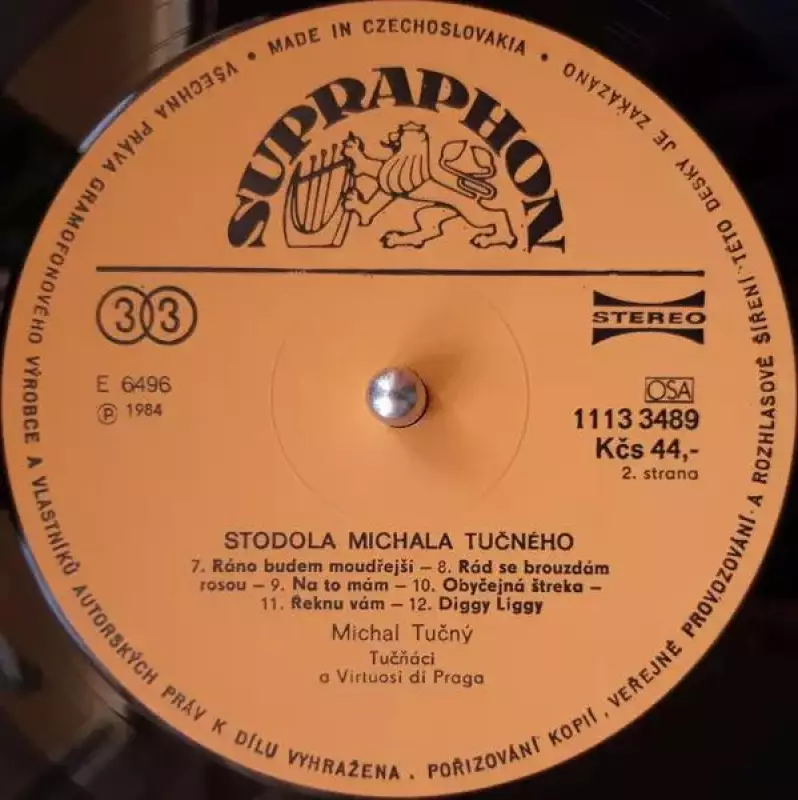 • MADE IN CZECHOSLOVAKIA •
VŠECHNA PRÁVA GRAMOFONOVÉHO VÝROBCE A VLASTNÍKŮ AUTORSKÝCH PRÁV K DÍLU VYHRAŽENA . POŘIZOVÁNÍ KOPIÍ, VEŘEJNÉ PROVOZOVÁNÍ A ROZHLASOVÉ ŠÍŘENÍ TÉTO DESKY JE ZAKÁZÁNO
SUPRAPHON
33
STEREO
E 6496
Ⓟ 1984
OSA
1113 3489
Kčs 44,-
2. strana
STODOLA MICHALA TUČNÉHO
7. Ráno budem moudřejší – 8. Rád se brouzdám
rosou – 9. Na to mám – 10. Obyčejná štreka –
11. Řeknu vám – 12. Diggy Liggy
Michal Tučný
Tučňáci
a Virtuosi di Praga